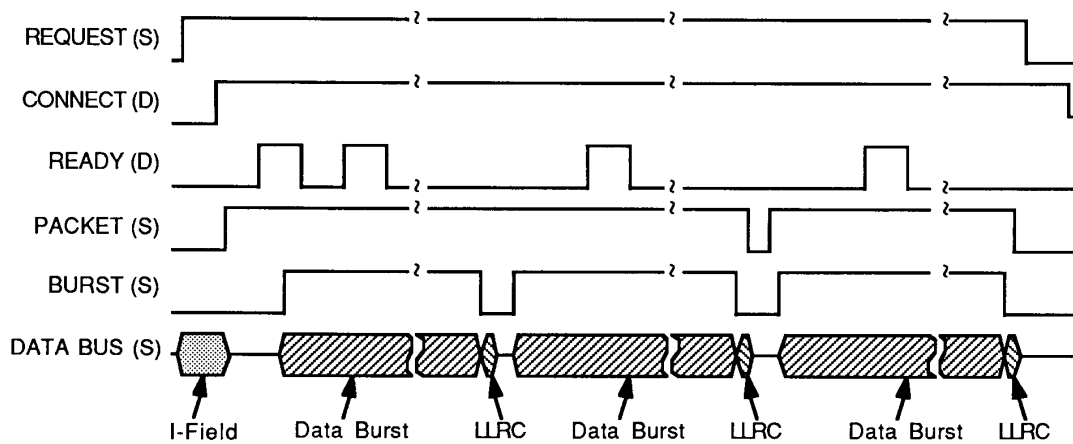 REQUEST (S)
CONNECT (D)
READY (D)
PACKET (S)
BURST (S)
DATA BUS (S)
I-Field Data Burst LLRC Data Burst LLRC Data Burst LLRC